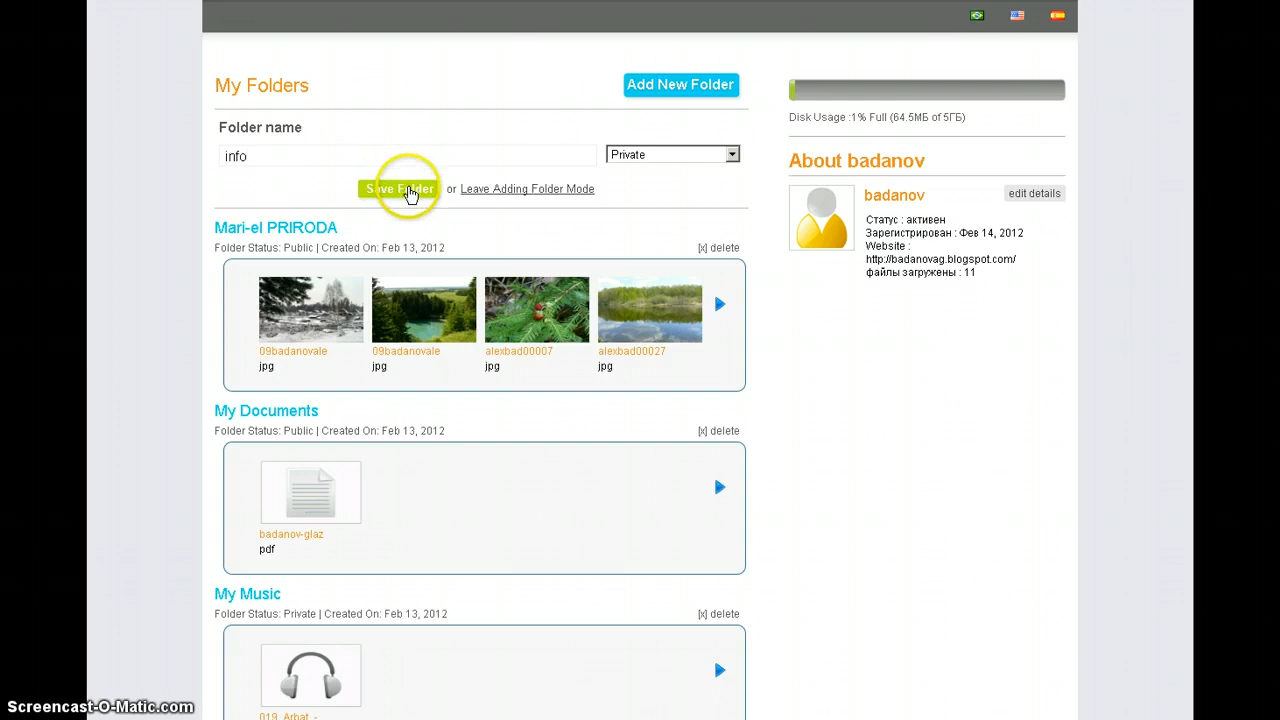 My Folders
Add New Folder
Folder name
info
Private
Save Folder or Leave Adding Folder Mode
Mari-el PRIRODA
Folder Status: Public | Created On: Feb 13, 2012
[x] delete
09badanovale
jpg
09badanovale
jpg
alexbad00007
jpg
alexbad00027
jpg
My Documents
Folder Status: Public | Created On: Feb 13, 2012
[x] delete
badanov-glaz
pdf
My Music
Folder Status: Private | Created On: Feb 13, 2012
[x] delete
019_Arbat_-
Disk Usage :1% Full (64.5МБ of 5ГБ)
About badanov
badanov
edit details
Статус : активен
Зарегистрирован : Фев 14, 2012
Website :
http://badanovag.blogspot.com/
файлы загружены : 11
Screencast-O-Matic.com